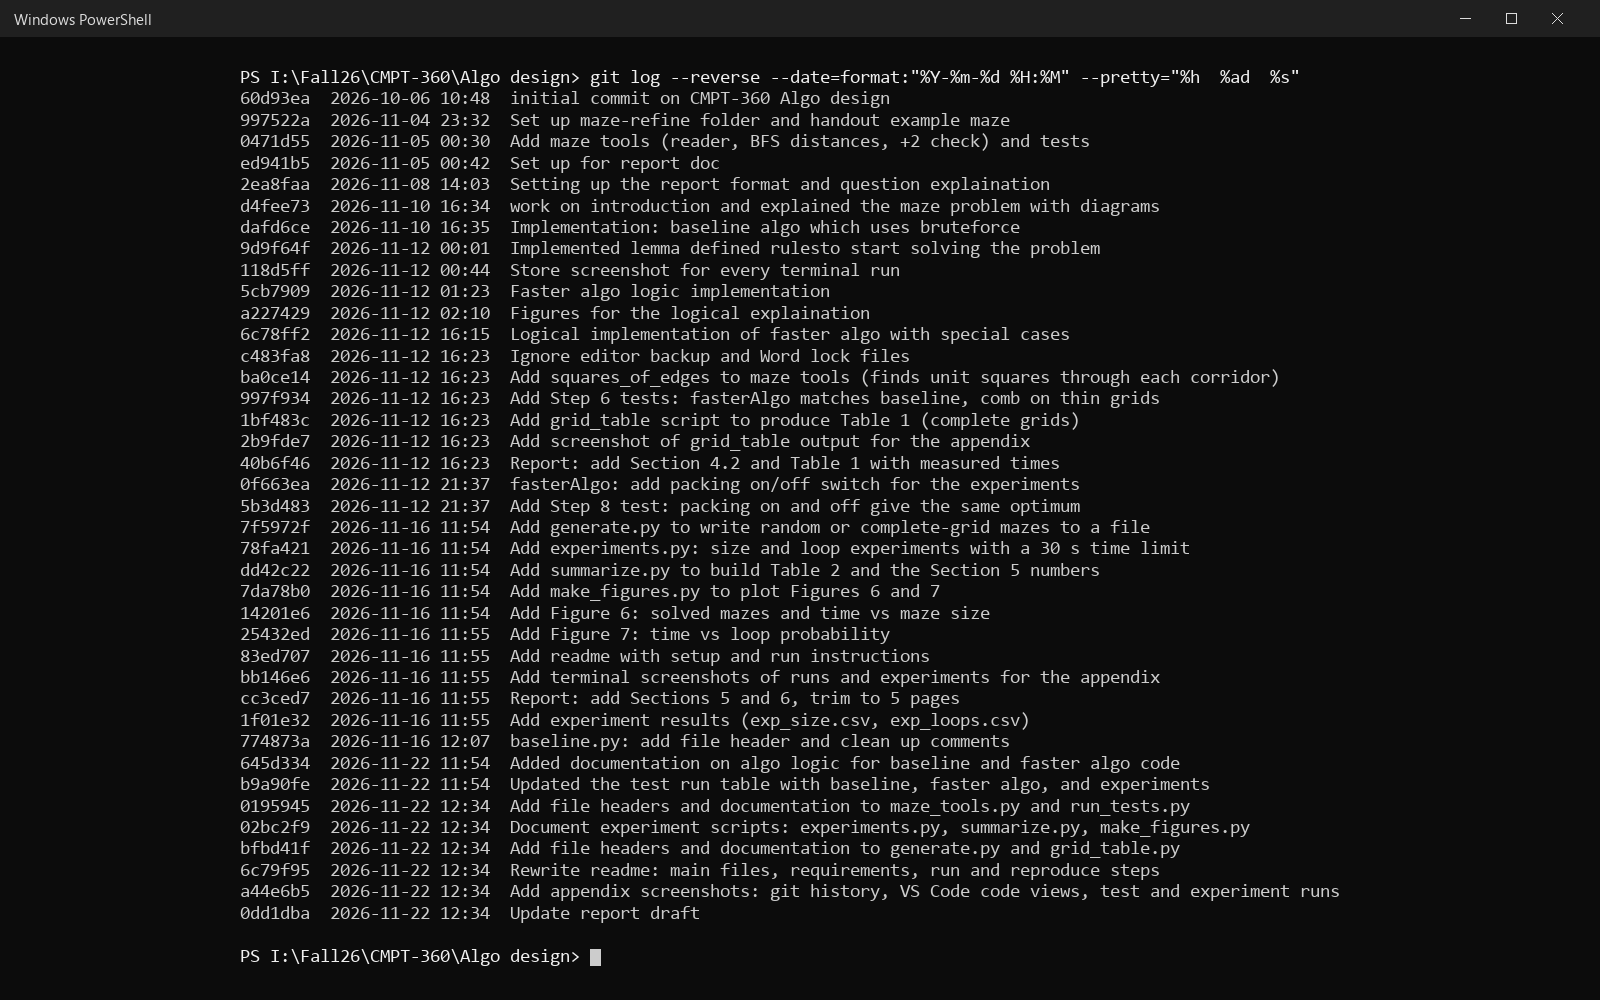 Windows PowerShell
PS I:\Fall26\CMPT-360\Algo design> git log --reverse --date=format:"%Y-%m-%d %H:%M" --pretty="%h  %ad  %s"
60d93ea  2026-10-06 10:48  initial commit on CMPT-360 Algo design
997522a  2026-11-04 23:32  Set up maze-refine folder and handout example maze
0471d55  2026-11-05 00:30  Add maze tools (reader, BFS distances, +2 check) and tests
ed941b5  2026-11-05 00:42  Set up for report doc
2ea8faa  2026-11-08 14:03  Setting up the report format and question explaination
d4fee73  2026-11-10 16:34  work on introduction and explained the maze problem with diagrams
dafd6ce  2026-11-10 16:35  Implementation: baseline algo which uses bruteforce
9d9f64f  2026-11-12 00:01  Implemented lemma defined rulesto start solving the problem
118d5ff  2026-11-12 00:44  Store screenshot for every terminal run
5cb7909  2026-11-12 01:23  Faster algo logic implementation
a227429  2026-11-12 02:10  Figures for the logical explaination
6c78ff2  2026-11-12 16:15  Logical implementation of faster algo with special cases
c483fa8  2026-11-12 16:23  Ignore editor backup and Word lock files
ba0ce14  2026-11-12 16:23  Add squares_of_edges to maze tools (finds unit squares through each corridor)
997f934  2026-11-12 16:23  Add Step 6 tests: fasterAlgo matches baseline, comb on thin grids
1bf483c  2026-11-12 16:23  Add grid_table script to produce Table 1 (complete grids)
2b9fde7  2026-11-12 16:23  Add screenshot of grid_table output for the appendix
40b6f46  2026-11-12 16:23  Report: add Section 4.2 and Table 1 with measured times
0f663ea  2026-11-12 21:37  fasterAlgo: add packing on/off switch for the experiments
5b3d483  2026-11-12 21:37  Add Step 8 test: packing on and off give the same optimum
7f5972f  2026-11-16 11:54  Add generate.py to write random or complete-grid mazes to a file
78fa421  2026-11-16 11:54  Add experiments.py: size and loop experiments with a 30 s time limit
dd42c22  2026-11-16 11:54  Add summarize.py to build Table 2 and the Section 5 numbers
7da78b0  2026-11-16 11:54  Add make_figures.py to plot Figures 6 and 7
14201e6  2026-11-16 11:54  Add Figure 6: solved mazes and time vs maze size
25432ed  2026-11-16 11:55  Add Figure 7: time vs loop probability
83ed707  2026-11-16 11:55  Add readme with setup and run instructions
bb146e6  2026-11-16 11:55  Add terminal screenshots of runs and experiments for the appendix
cc3ced7  2026-11-16 11:55  Report: add Sections 5 and 6, trim to 5 pages
1f01e32  2026-11-16 11:55  Add experiment results (exp_size.csv, exp_loops.csv)
774873a  2026-11-16 12:07  baseline.py: add file header and clean up comments
645d334  2026-11-22 11:54  Added documentation on algo logic for baseline and faster algo code
b9a90fe  2026-11-22 11:54  Updated the test run table with baseline, faster algo, and experiments
0195945  2026-11-22 12:34  Add file headers and documentation to maze_tools.py and run_tests.py
02bc2f9  2026-11-22 12:34  Document experiment scripts: experiments.py, summarize.py, make_figures.py
bfbd41f  2026-11-22 12:34  Add file headers and documentation to generate.py and grid_table.py
6c79f95  2026-11-22 12:34  Rewrite readme: main files, requirements, run and reproduce steps
a44e6b5  2026-11-22 12:34  Add appendix screenshots: git history, VS Code code views, test and experiment runs
0dd1dba  2026-11-22 12:34  Update report draft
PS I:\Fall26\CMPT-360\Algo design>